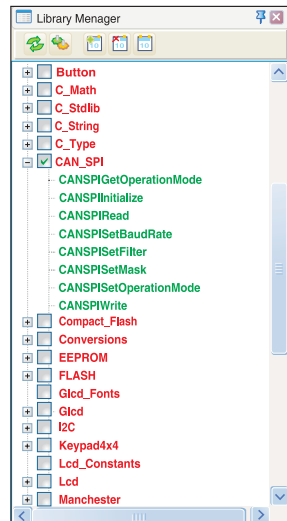 Library Menager
Button
C_Math
C_Stdlib
C_String
C_Type
CAN_SPI
CANSPIGetOperationMode
CANSPIInitialize
CANSPIRead
CANSPISetBaudRate
CANSPISetFilter
CANSPISetMask
CANSPISetOperationMode
CANSPIWrite
Compact_Flash
Conversions
EEPROM
FLASH
Glcd_Fonts
Glcd
I2C
Keypad4x4
Lcd_Constants
Lcd
Manchester